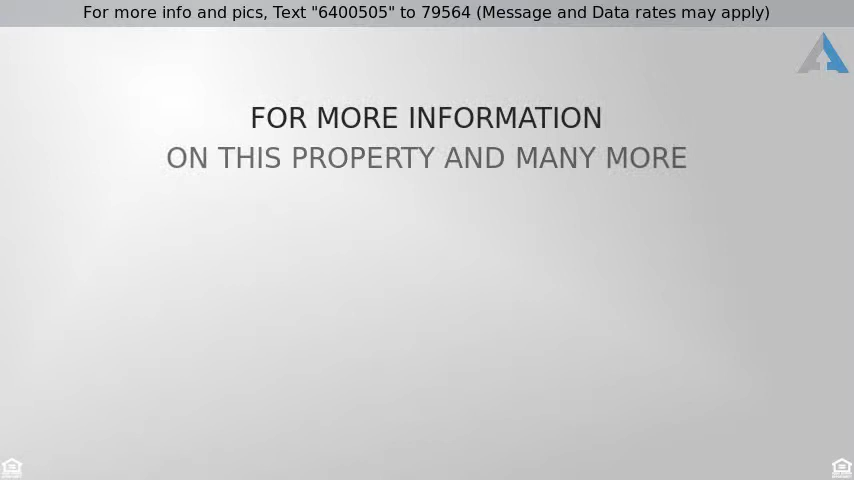 For more info and pics, Text "6400505" to 79564 (Message and Data rates may apply)
FOR MORE INFORMATION
ON THIS PROPERTY AND MANY MORE